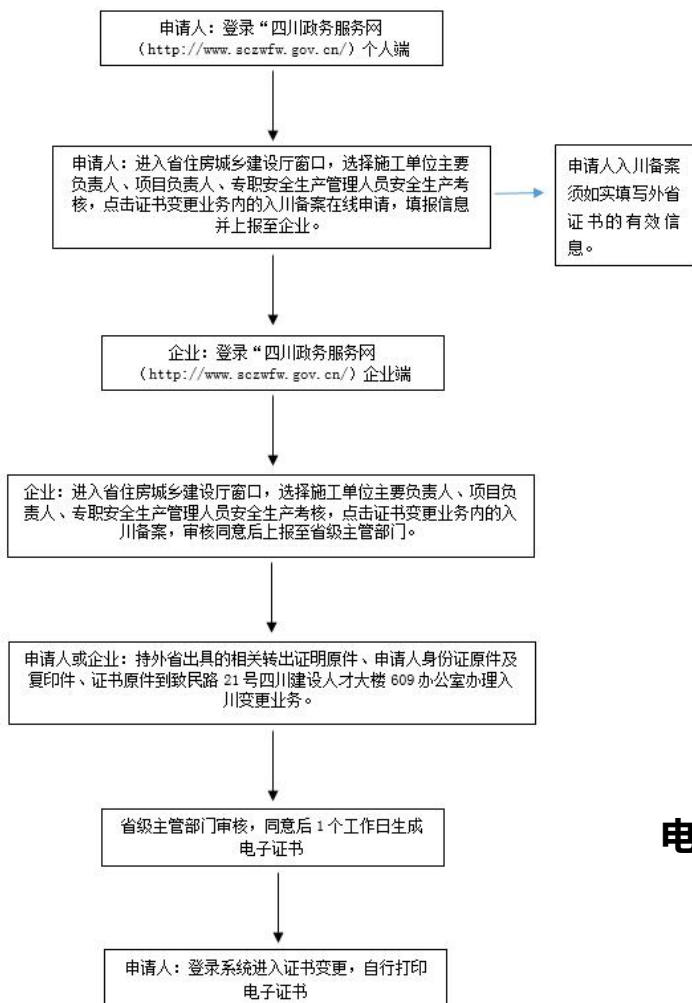 申请人：登录“四川政务服务网
（http://www.sczwfw.gov.cn/）个人端
申请人：进入省住房城乡建设厅窗口，选择施工单位主要
负责人、项目负责人、专职安全生产管理人员安全生产考
核，点击证书变更业务内的入川备案在线申请，填报信息
并上报至企业。
申请人入川备案
须如实填写外省
证书的有效信
息。
企业：登录“四川政务服务网
（http://www.sczwfw.gov.cn/）企业端
企业：进入省住房城乡建设厅窗口，选择施工单位主要负责人、项目负
责人、专职安全生产管理人员安全生产考核，点击证书变更业务内的入
川备案，审核同意后上报至省级主管部门。
申请人或企业：持外省出具的相关转出证明原件、申请人身份证原件及
复印件、证书原件到致民路 21 号四川建设人才大楼 609 办公室办理入
川变更业务。
省级主管部门审核，同意后 1 个工作日生成
电子证书
电
申请人：登录系统进入证书变更，自行打印
电子证书